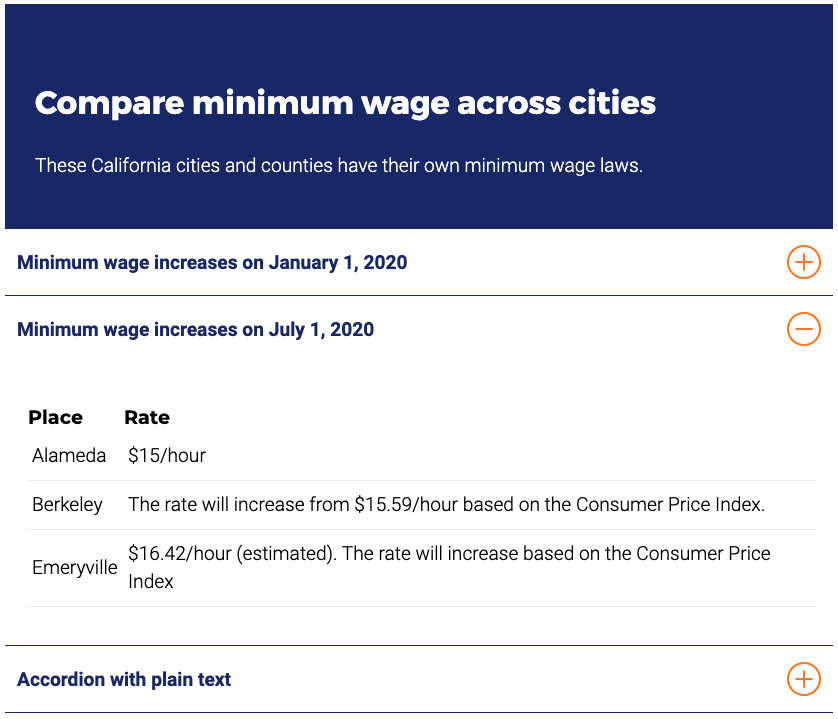 Compare minimum wage across cities
These California cities and counties have their own minimum wage laws.
Minimum wage increases on January 1, 2020
Minimum wage increases on July 1, 2020
Place Rate
Alameda $15/hour
Berkeley The rate will increase from $15.59/hour based on the Consumer Price Index.
Emeryville $16.42/hour (estimated). The rate will increase based on the Consumer Price
Index
Accordion with plain text